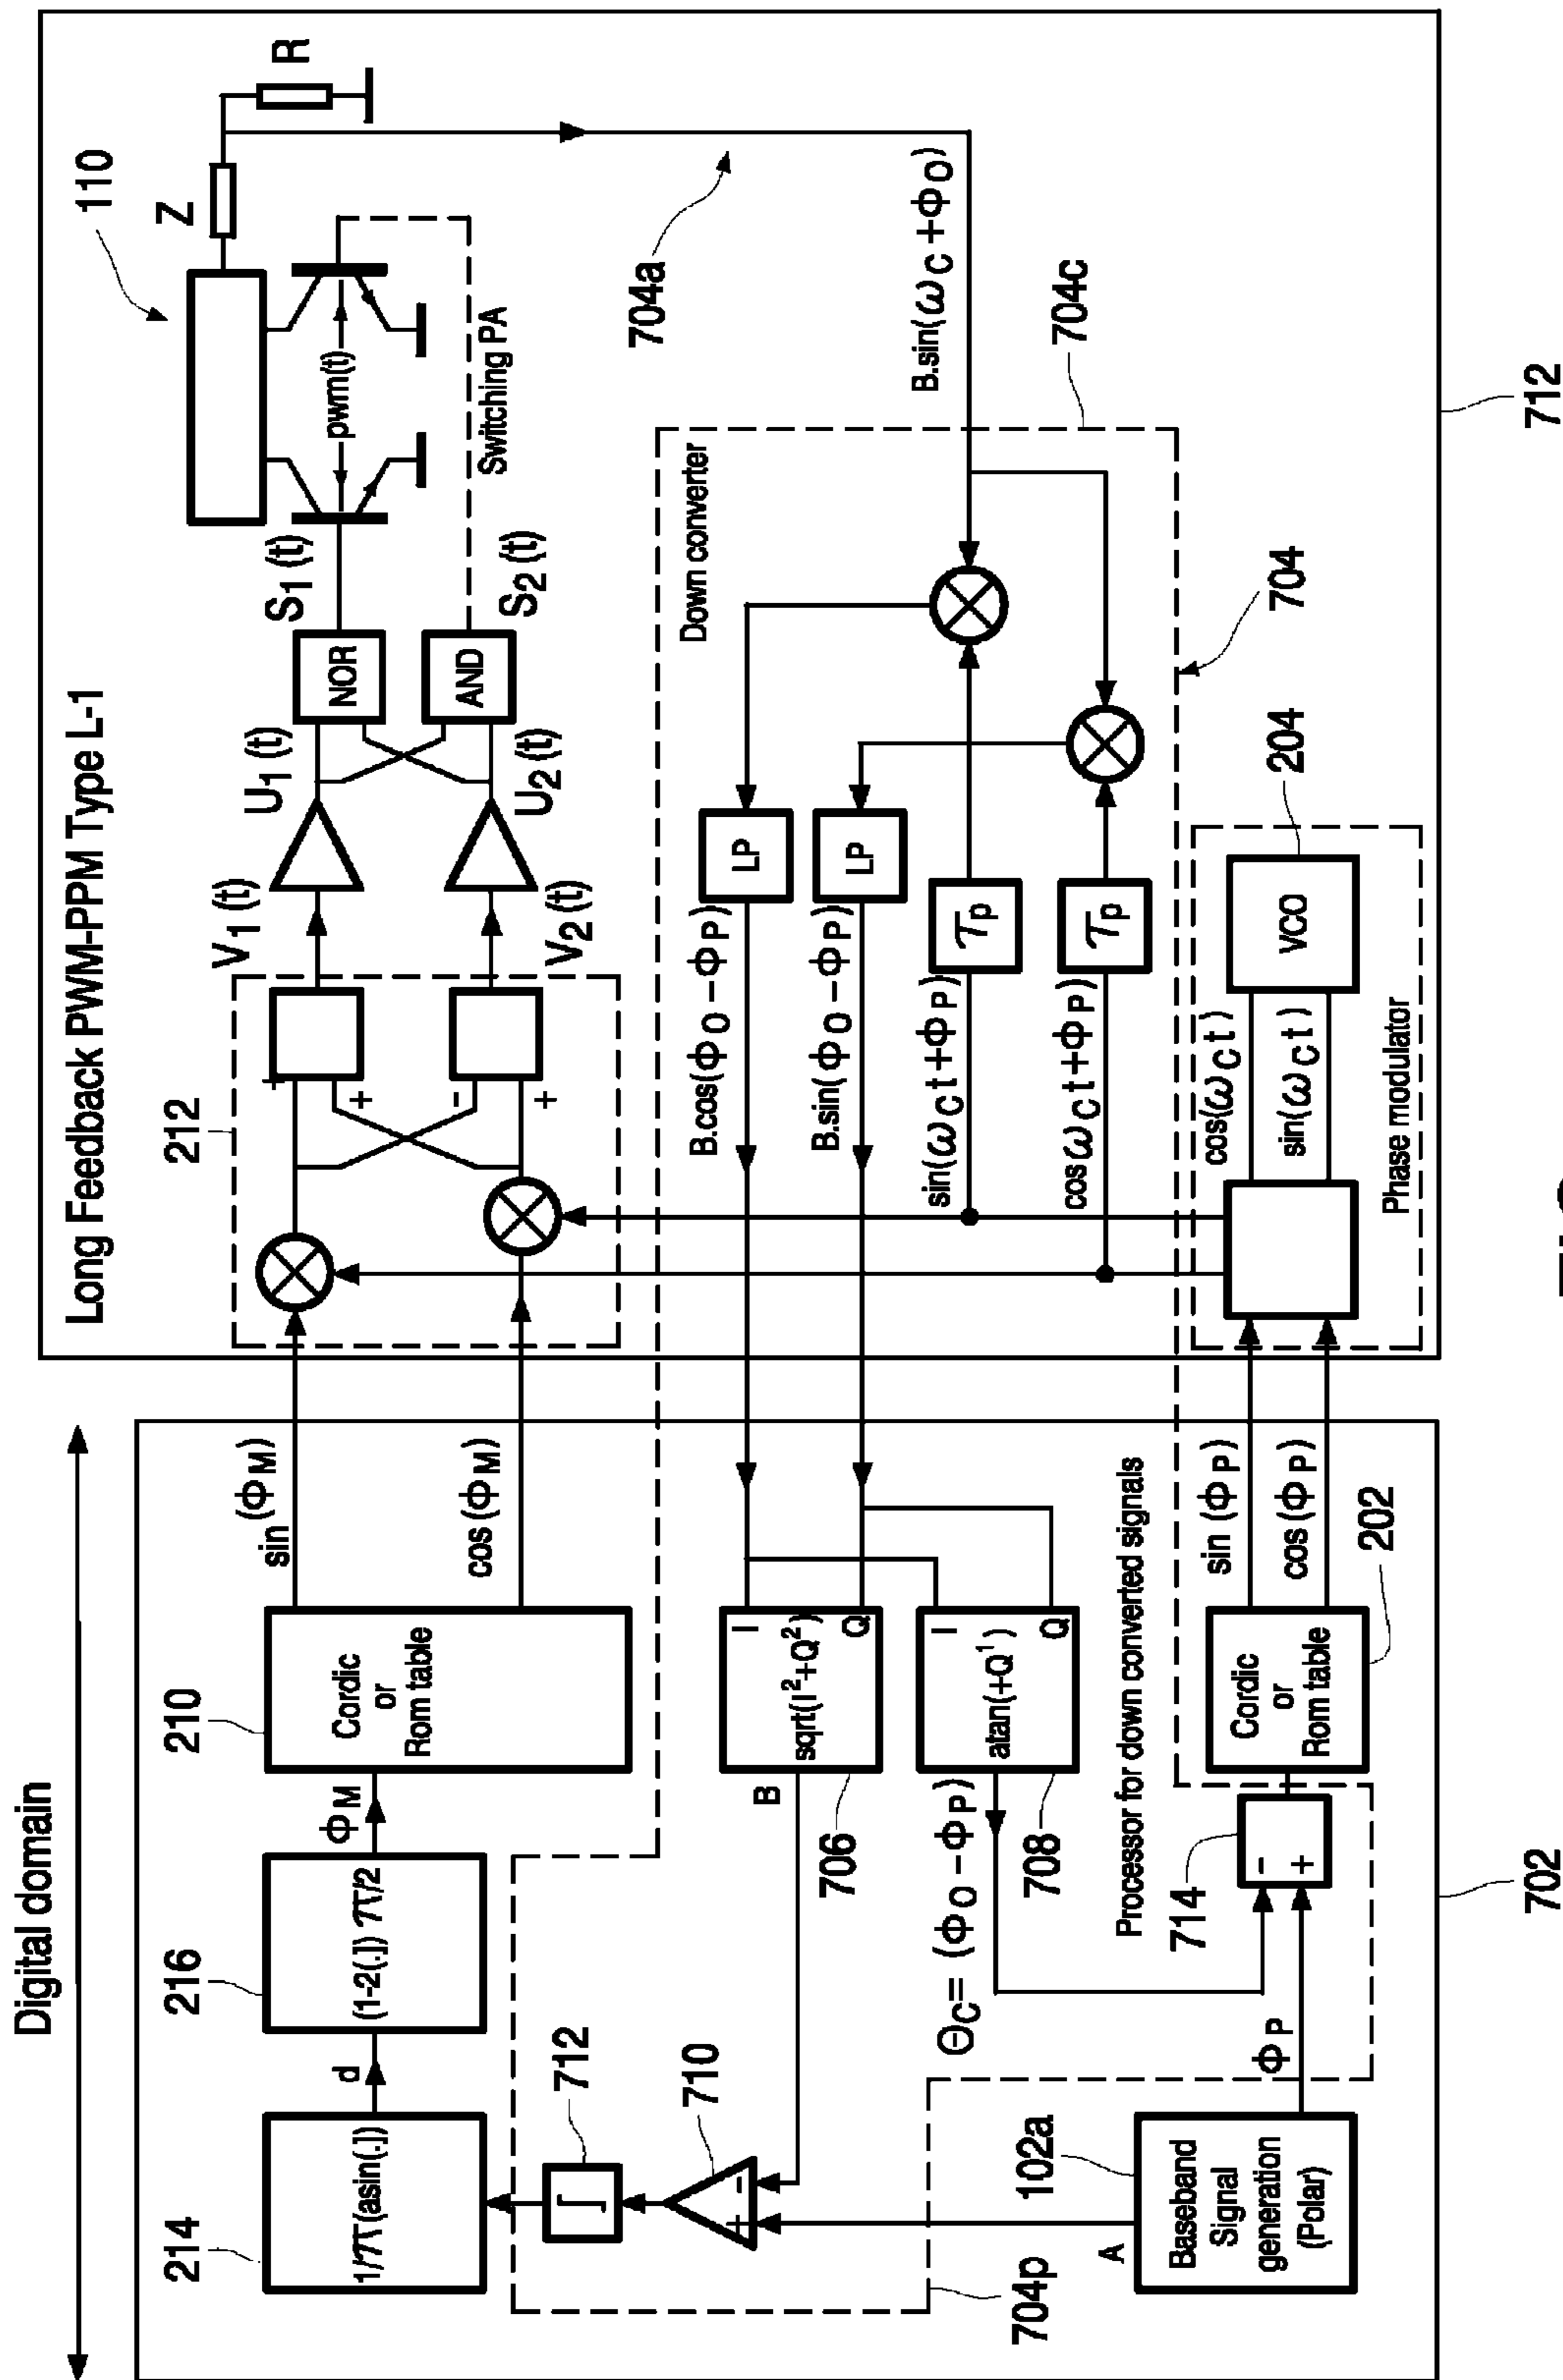 Digital domain
Long Feedback PWM-PPM Type L-1
214
1/π (asin(.))
d
216
(1-2(.)) π/2
ΦM
210
Cordic
or
Rom table
sin (ΦM)
cos (ΦM)
212
+
+
-
+
V1 (t)
V2 (t)
U1 (t)
U2 (t)
NOR
AND
S1 (t)
S2 (t)
110
pwm(t)
Switching PA
Z
R
704a
712
710
+
-
B
706
I
sqrt(I²+Q²)
Q
I
atan(+Q¹)
Q
708
Θc= (Φo -ΦP)
Processor for down converted signals
B.cos(Φo -ΦP)
B.sin(Φo -ΦP)
LP
LP
Down converter
B.sin(ωc +Φo)
704c
sin(ωct+ΦP)
cosωct+ΦP)
τp
τp
704
704p
102a
A
Baseband
Signal
generation
(Polar)
ΦP
714
-
+
Cordic
or
Rom table
202
sin (ΦP)
cos (ΦP)
cos(ωct)
sin(ωct)
Phase modulator
VCO
204
702
712